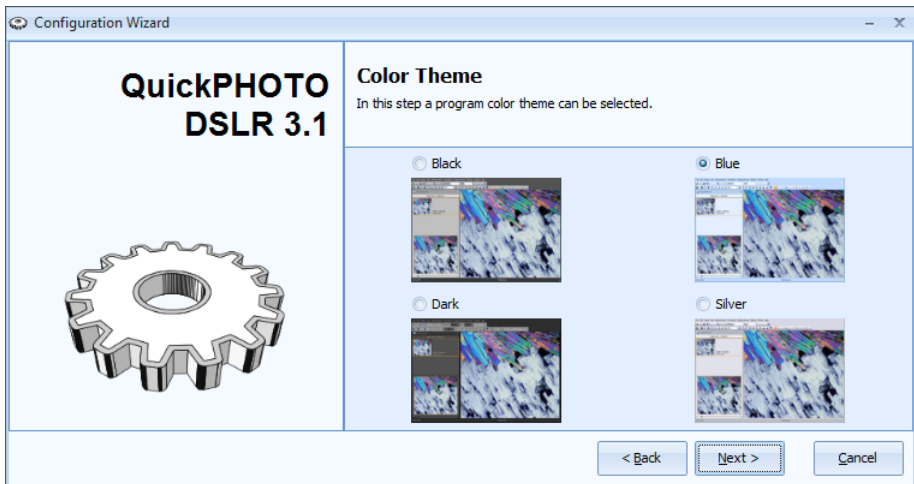 Configuration Wizard
QuickPHOTO
DSLR 3.1
Color Theme
In this step a program color theme can be selected.
Black
Blue
Dark
Silver
< Back
Next >
Cancel